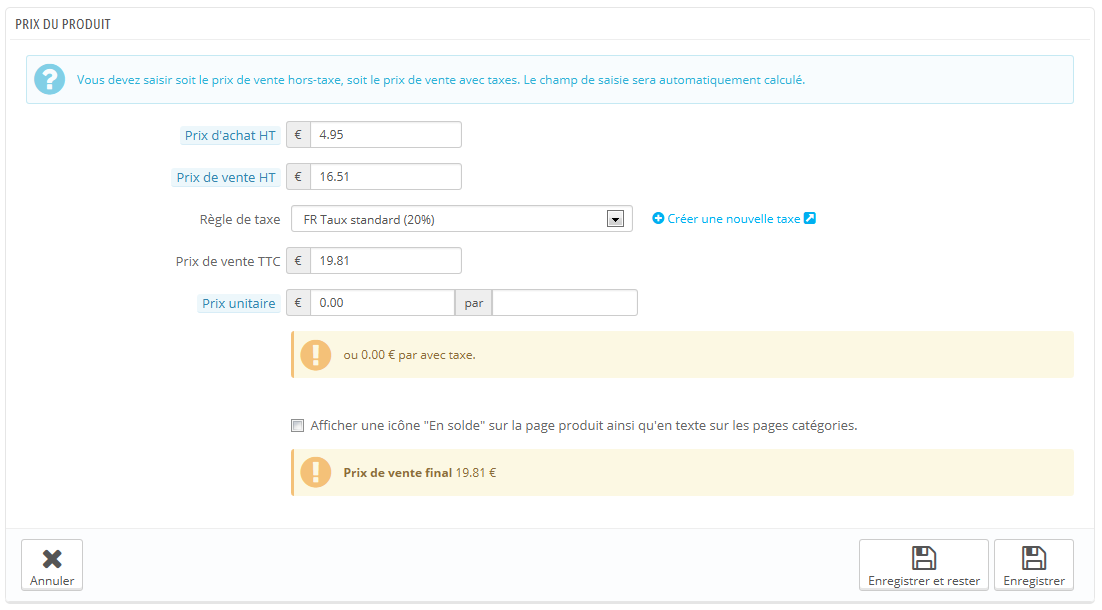 PRIX DU PRODUIT
Vous devez saisir soit le prix de vente hors-taxe, soit le prix de vente avec taxes. Le champ de saisie sera automatiquement calculé.
Prix d'achat HT € 4.95
Prix de vente HT € 16.51
Règle de taxe FR Taux standard (20%) Créer une nouvelle taxe
Prix de vente TTC € 19.81
Prix unitaire € 0.00 par
ou 0.00 € par avec taxe.
Afficher une icône "En solde" sur la page produit ainsi qu'en texte sur les pages catégories.
Prix de vente final 19.81 €
Annuler Enregistrer et rester Enregistrer